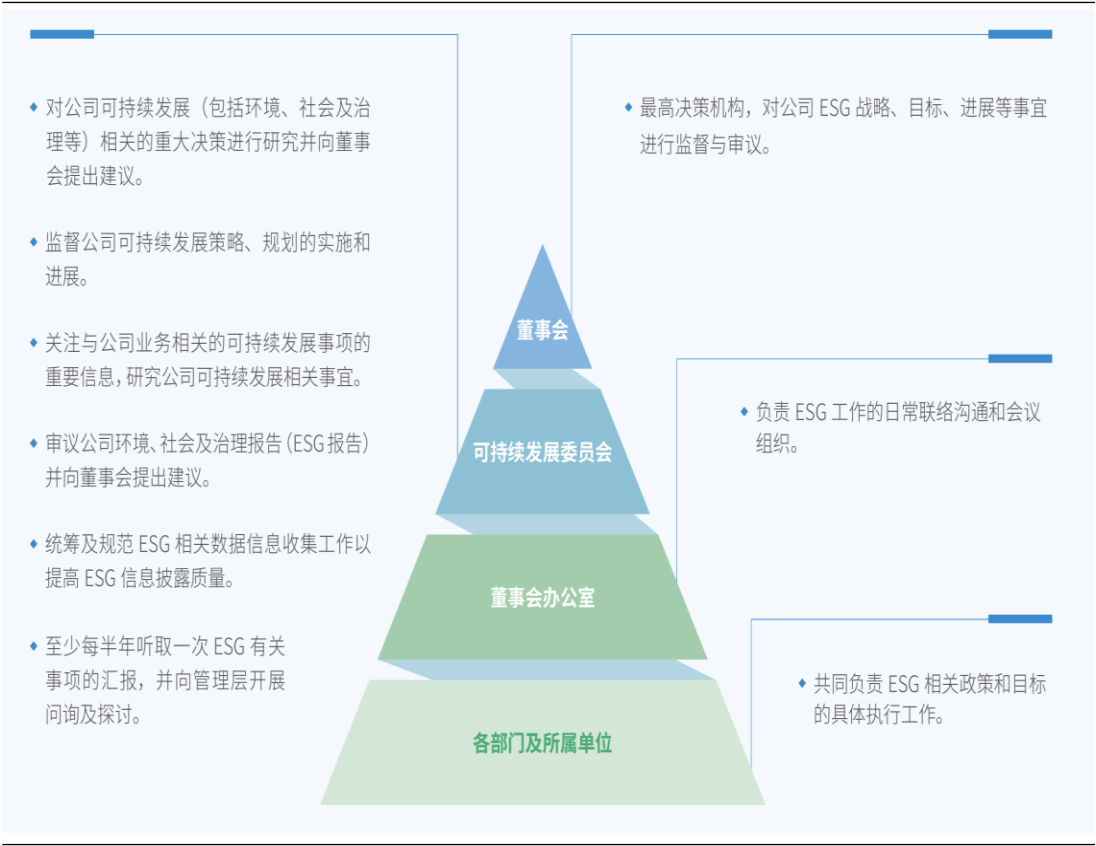 对公司可持续发展（包括环境、社会及治
理等）相关的重大决策进行研究并向董事
会提出建议。
监督公司可持续发展策略、规划的实施和
进展。
关注与公司业务相关的可持续发展事项的
重要信息，研究公司可持续发展相关事宜。
审议公司环境、社会及治理报告（ESG 报告）
并向董事会提出建议。
统筹及规范 ESG 相关数据信息收集工作以
提高 ESG 信息披露质量。
至少每半年听取一次 ESG 有关
事项的汇报，并向管理层开展
问询及探讨。
最高决策机构，对公司 ESG 战略、目标、进展等事宜
进行监督与审议。
董事会
可持续发展委员会
负责 ESG 工作的日常联络沟通和会议
组织。
董事会办公室
共同负责 ESG 相关政策和目标
的具体执行工作。
各部门及所属单位